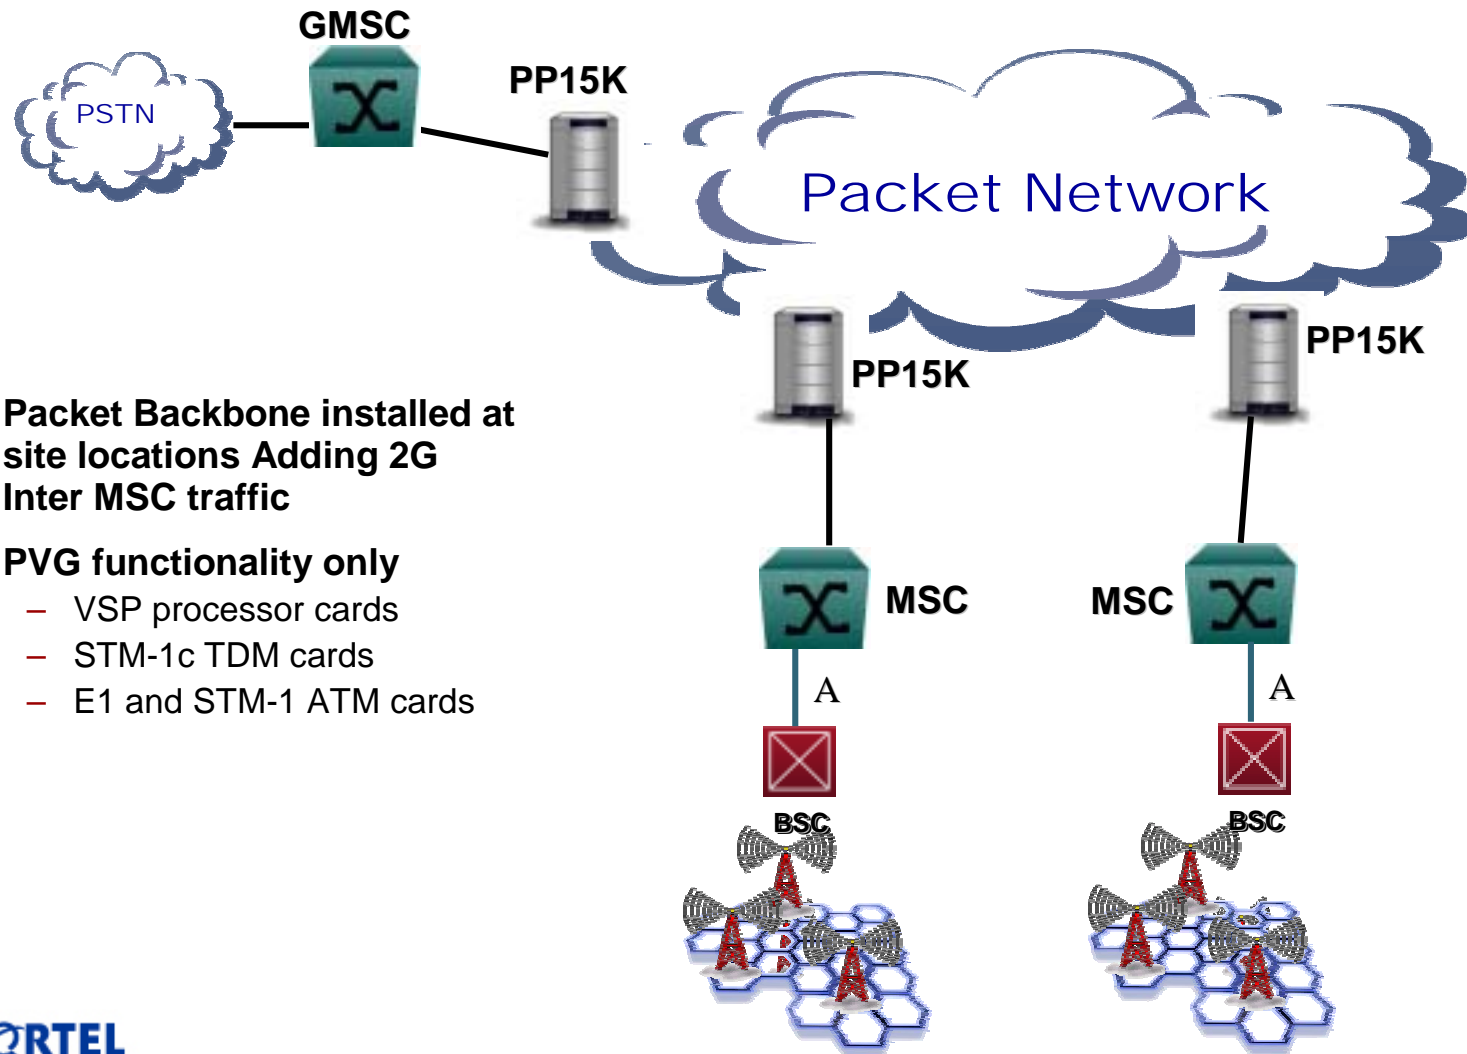 GMSC
PP15K
PSTN
Packet Network
PP15K
PP15K
Packet Backbone installed at
site locations Adding 2G
Inter MSC traffic
PVG functionality only
– VSP processor cards
– STM-1c TDM cards
– E1 and STM-1 ATM cards
MSC
MSC
A
A
BSC
BSC
RTEL